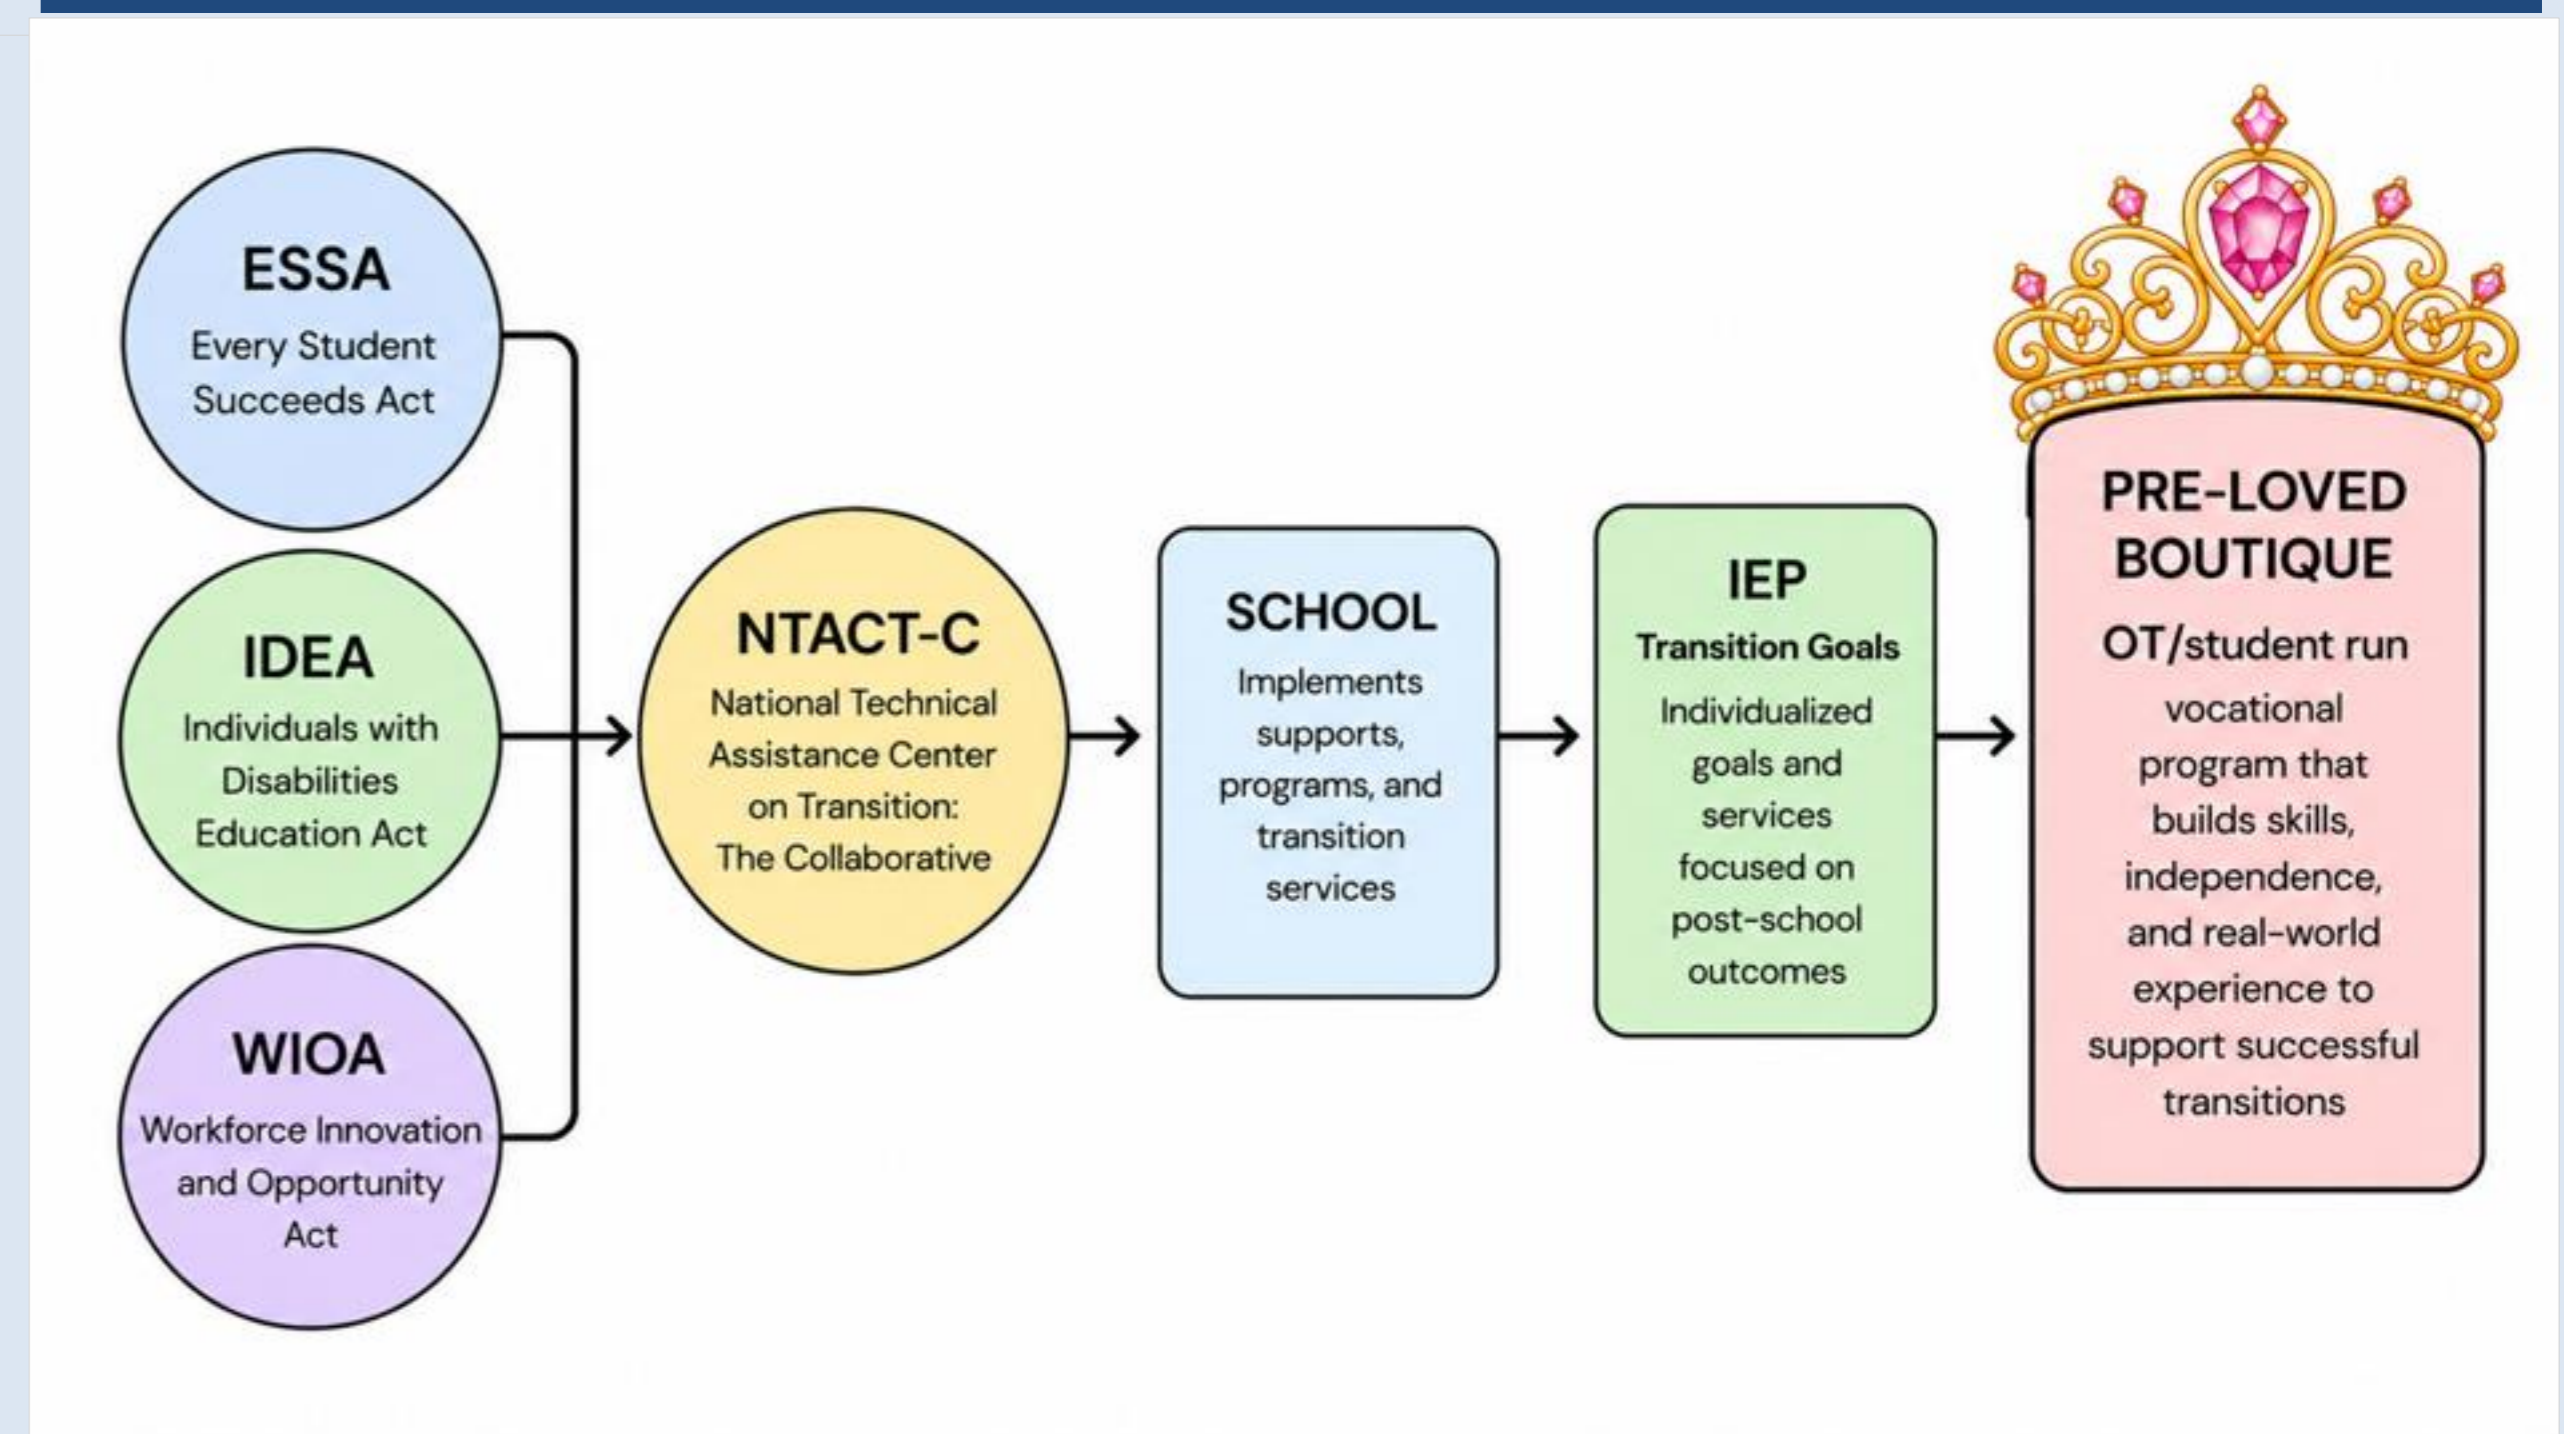 ESSA
Every Student
Succeeds Act
IDEA
Individuals with
Disabilities
Education Act
WIOA
Workforce Innovation
and Opportunity
Act
NTACT-C
National Technical
Assistance Center
on Transition:
The Collaborative
SCHOOL
Implements
supports,
programs, and
transition
services
IEP
Transition Goals
Individualized
goals and
services
focused on
post-school
outcomes
PRE-LOVED
BOUTIQUE
OT/student run
vocational
program that
builds skills,
independence,
and real-world
experience to
support successful
transitions